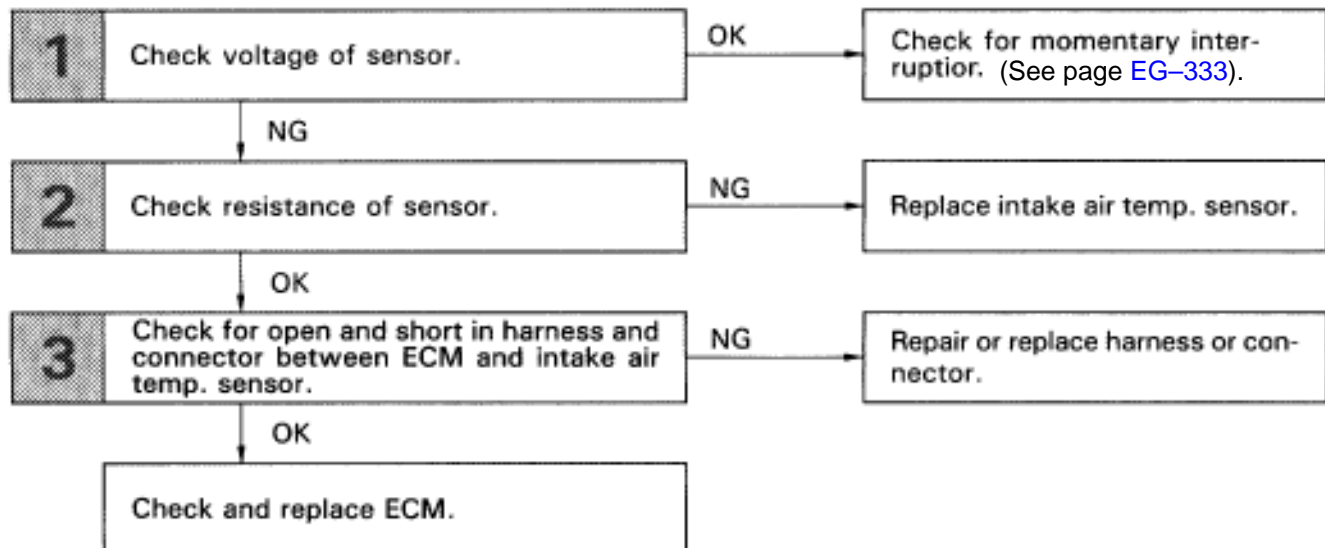 1
Check voltage of sensor.
OK
Check for momentary inter-
ruptior. (See page EG–333).
NG
2
Check resistance of sensor.
NG
Replace intake air temp. sensor.
OK
3
Check for open and short in harness and
connector between ECM and intake air
temp. sensor.
NG
Repair or replace harness or con-
nector.
OK
Check and replace ECM.